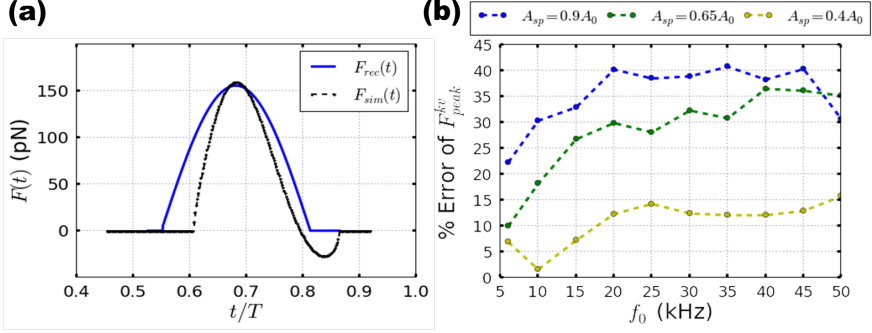 (a)
F_rec(t)
F_sim(t)
F(t) (pN)
150
100
50
0
0.4 0.5 0.6 0.7 0.8 0.9 1.0
t/T
(b)
A_sp=0.9A_0 A_sp=0.65A_0 A_sp=0.4A_0
% Error of F^kv_peak
45
40
35
30
25
20
15
10
5
0
5 10 15 20 25 30 35 40 45 50
f_0 (kHz)